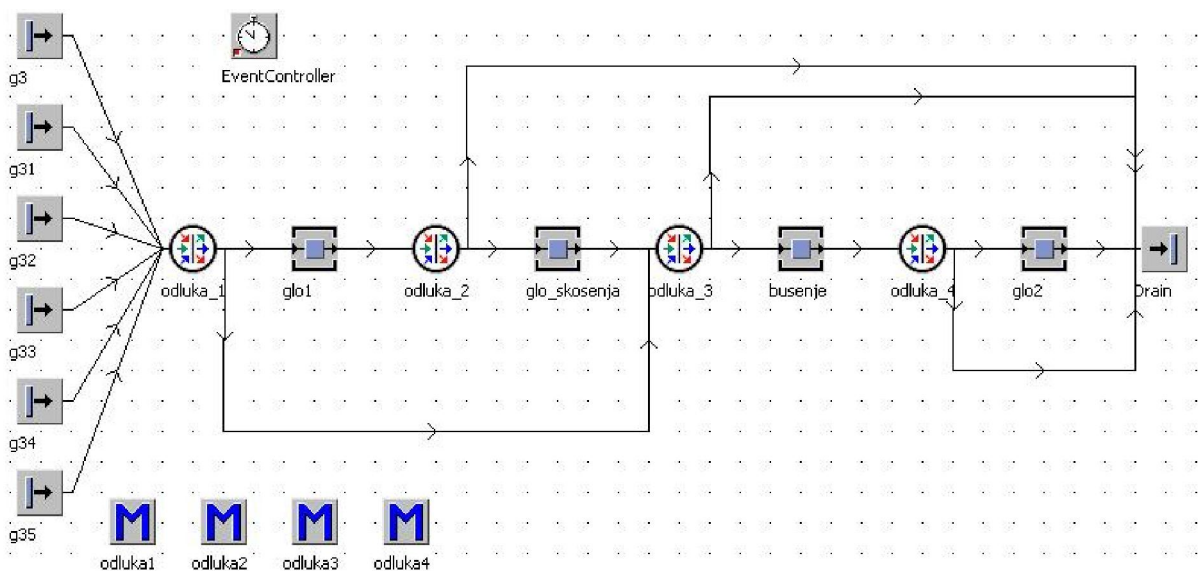 g3
EventController
g31
g32
odluka_1
glo1
odluka_2
glo_skosenja
odluka_3
busenje
odluka_4
glo2
Drain
g33
g34
g35
M
M
M
M
odluka1
odluka2
odluka3
odluka4